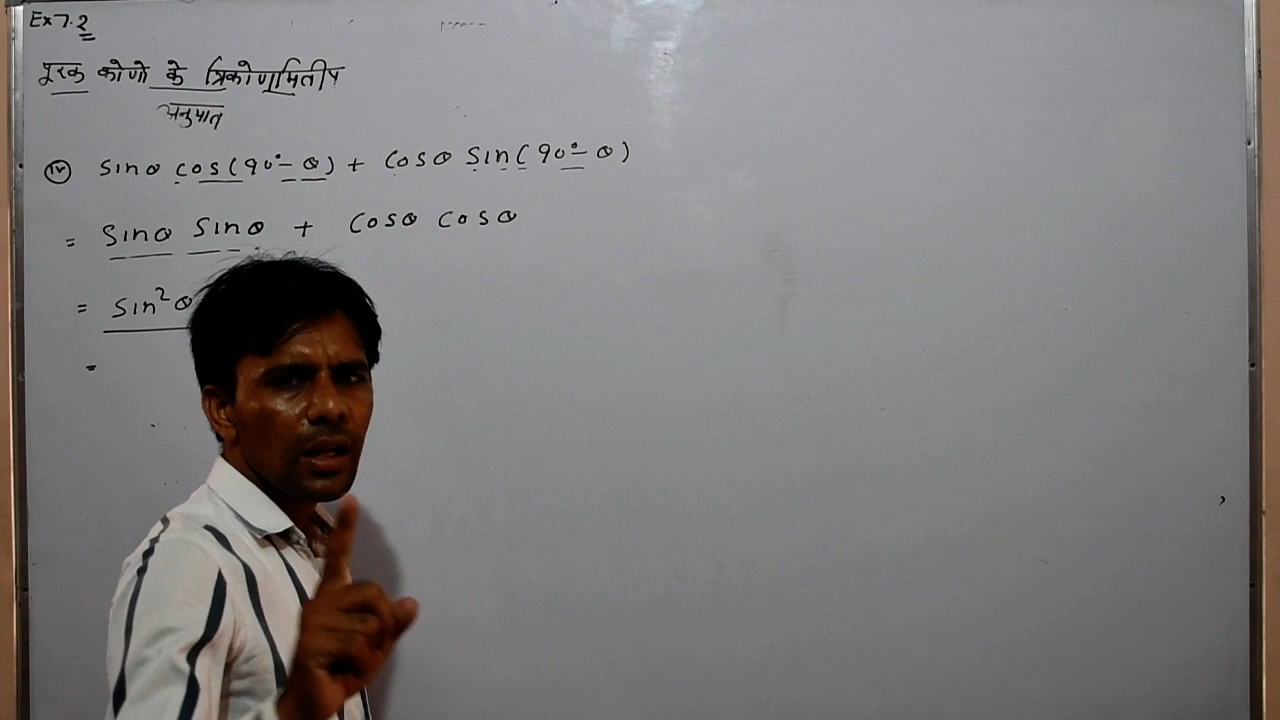 Ex 7.2
पूरक कोणो के त्रिकोणमितीय
अनुपात
(iv) sinθ cos(90°-θ) + cosθ sin(90°-θ)
= sinθ sinθ + cosθ cosθ
= sin²θ
=